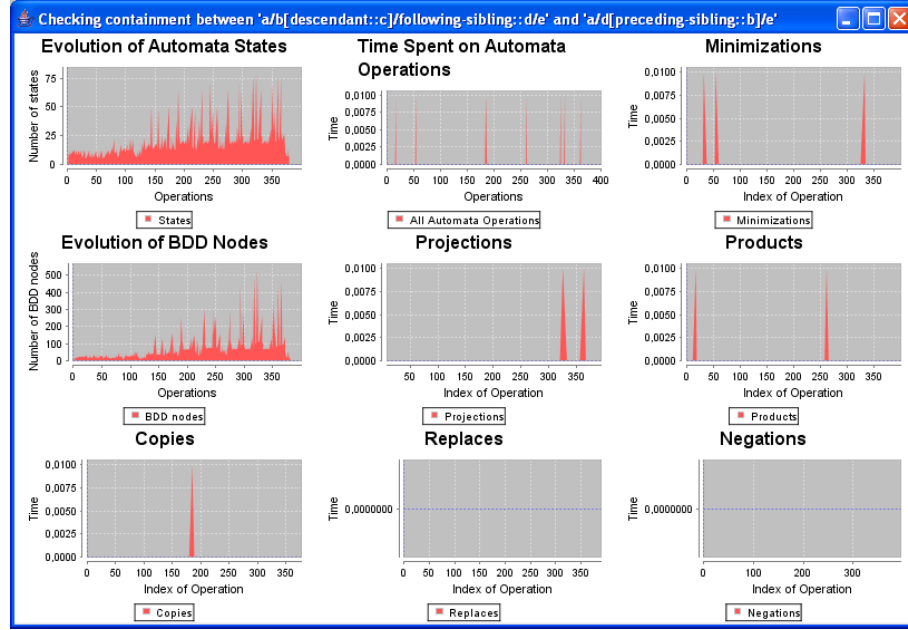 Checking containment between 'a/b[descendant::c]/following-sibling::d/e' and 'a/d[preceding-sibling::b]/e'
Evolution of Automata States
Number of states
75
50
25
0
0 50 100 150 200 250 300 350
Operations
States
Time Spent on Automata
Operations
Time
0,0100
0,0075
0,0050
0,0025
0,0000
0 50 100 150 200 250 300 350 400
Operations
All Automata Operations
Minimizations
Time
0,0100
0,0075
0,0050
0,0025
0,0000
0 50 100 150 200 250 300 350
Index of Operation
Minimizations
Evolution of BDD Nodes
Number of BDD nodes
500
400
300
200
100
0
0 50 100 150 200 250 300 350
Operations
BDD nodes
Projections
Time
0,0100
0,0075
0,0050
0,0025
0,0000
50 100 150 200 250 300 350
Index of Operation
Projections
Products
Time
0,0100
0,0075
0,0050
0,0025
0,0000
0 50 100 150 200 250 300 350
Index of Operation
Products
Copies
Time
0,0100
0,0075
0,0050
0,0025
0,0000
0 50 100 150 200 250 300 350
Index of Operation
Copies
Replaces
Time
0,0000000
0 50 100 150 200 250 300 350
Index of Operation
Replaces
Negations
Time
0,0000000
0 100 200 300
Index of Operation
Negations